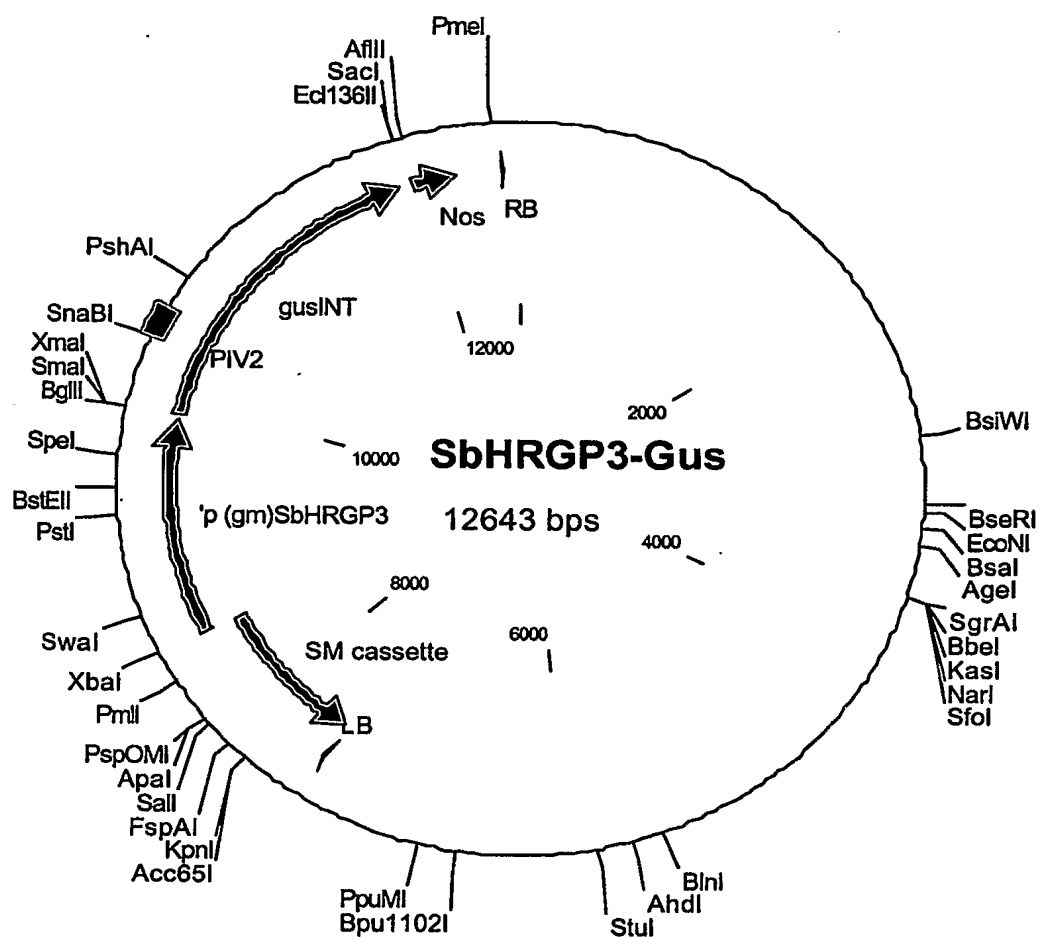 PmeI
AflII
SacI
Ecl136II
Nos
RB
PshAI
gusINT
SnaBI
12000
XmaI
SmaI
PIV2
BglII
2000
BsiWI
SpeI
10000
SbHRGP3-Gus
BstEII
'p (gm)SbHRGP3
12643 bps
PstI
BseRI
EcoNI
4000
BsaI
AgeI
8000
SwaI
SM cassette
6000
SgrAI
BbeI
XbaI
KasI
NarI
PmlI
SfoI
LB
PspOMI
ApaI
SalI
FspAI
KpnI
Acc65I
PpuMI
BlnI
AhdI
Bpu1102I
StuI